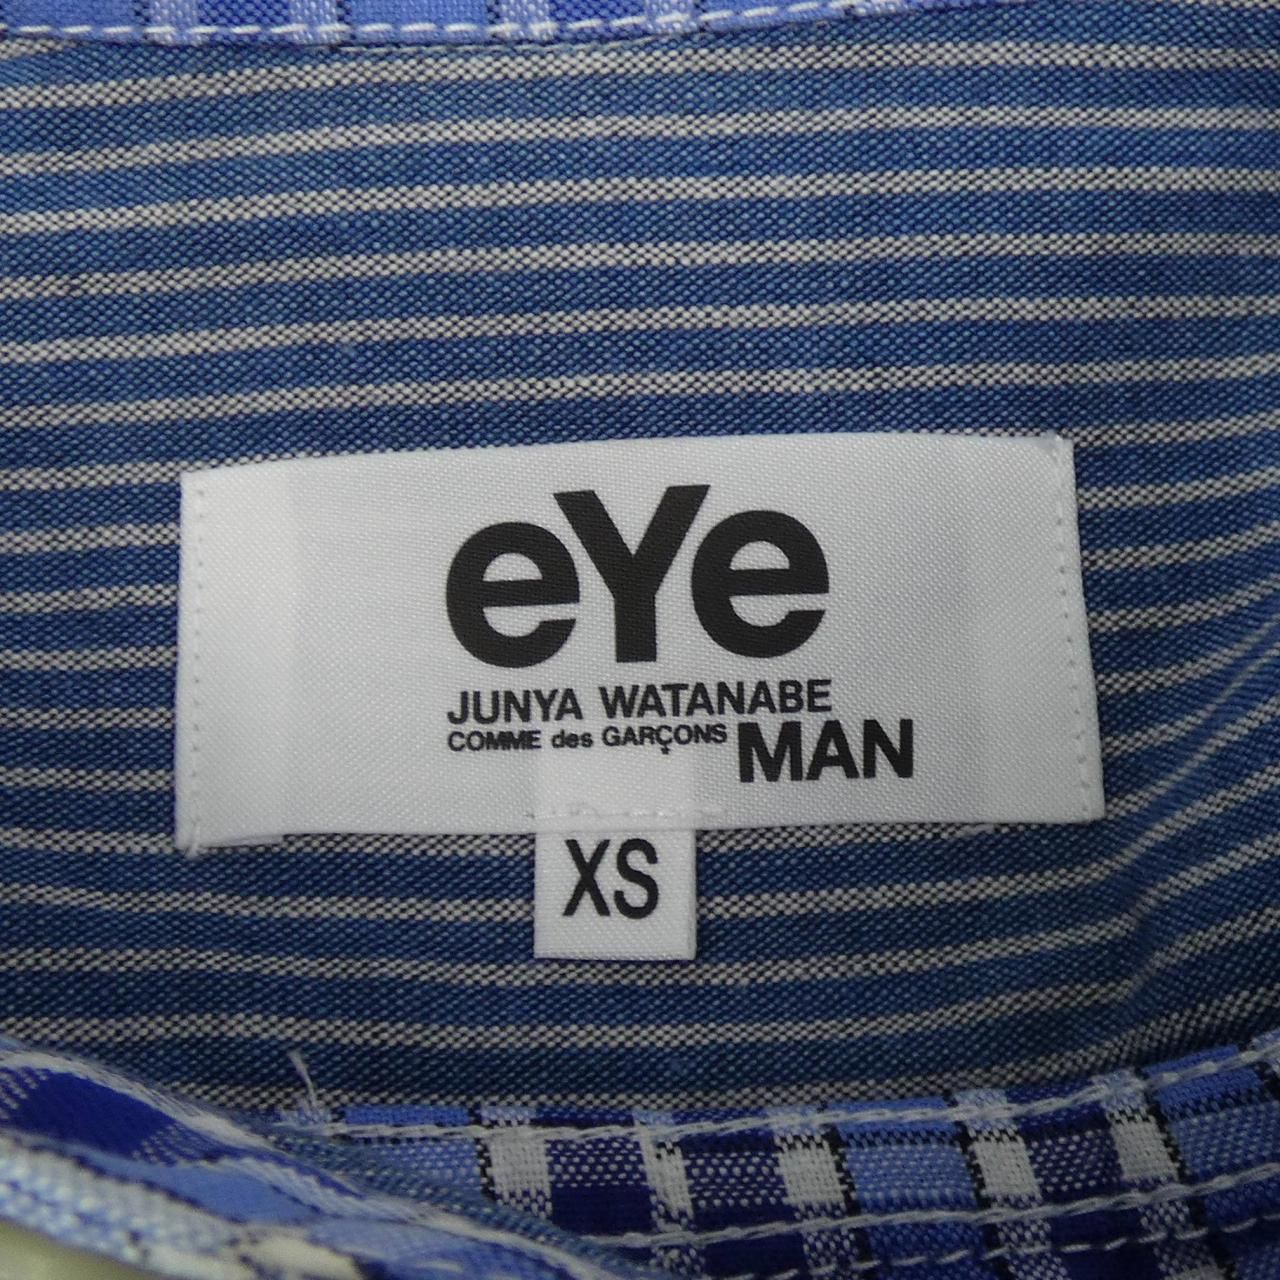 eYe
JUNYA WATANABE
COMME des GARÇONS MAN
XS